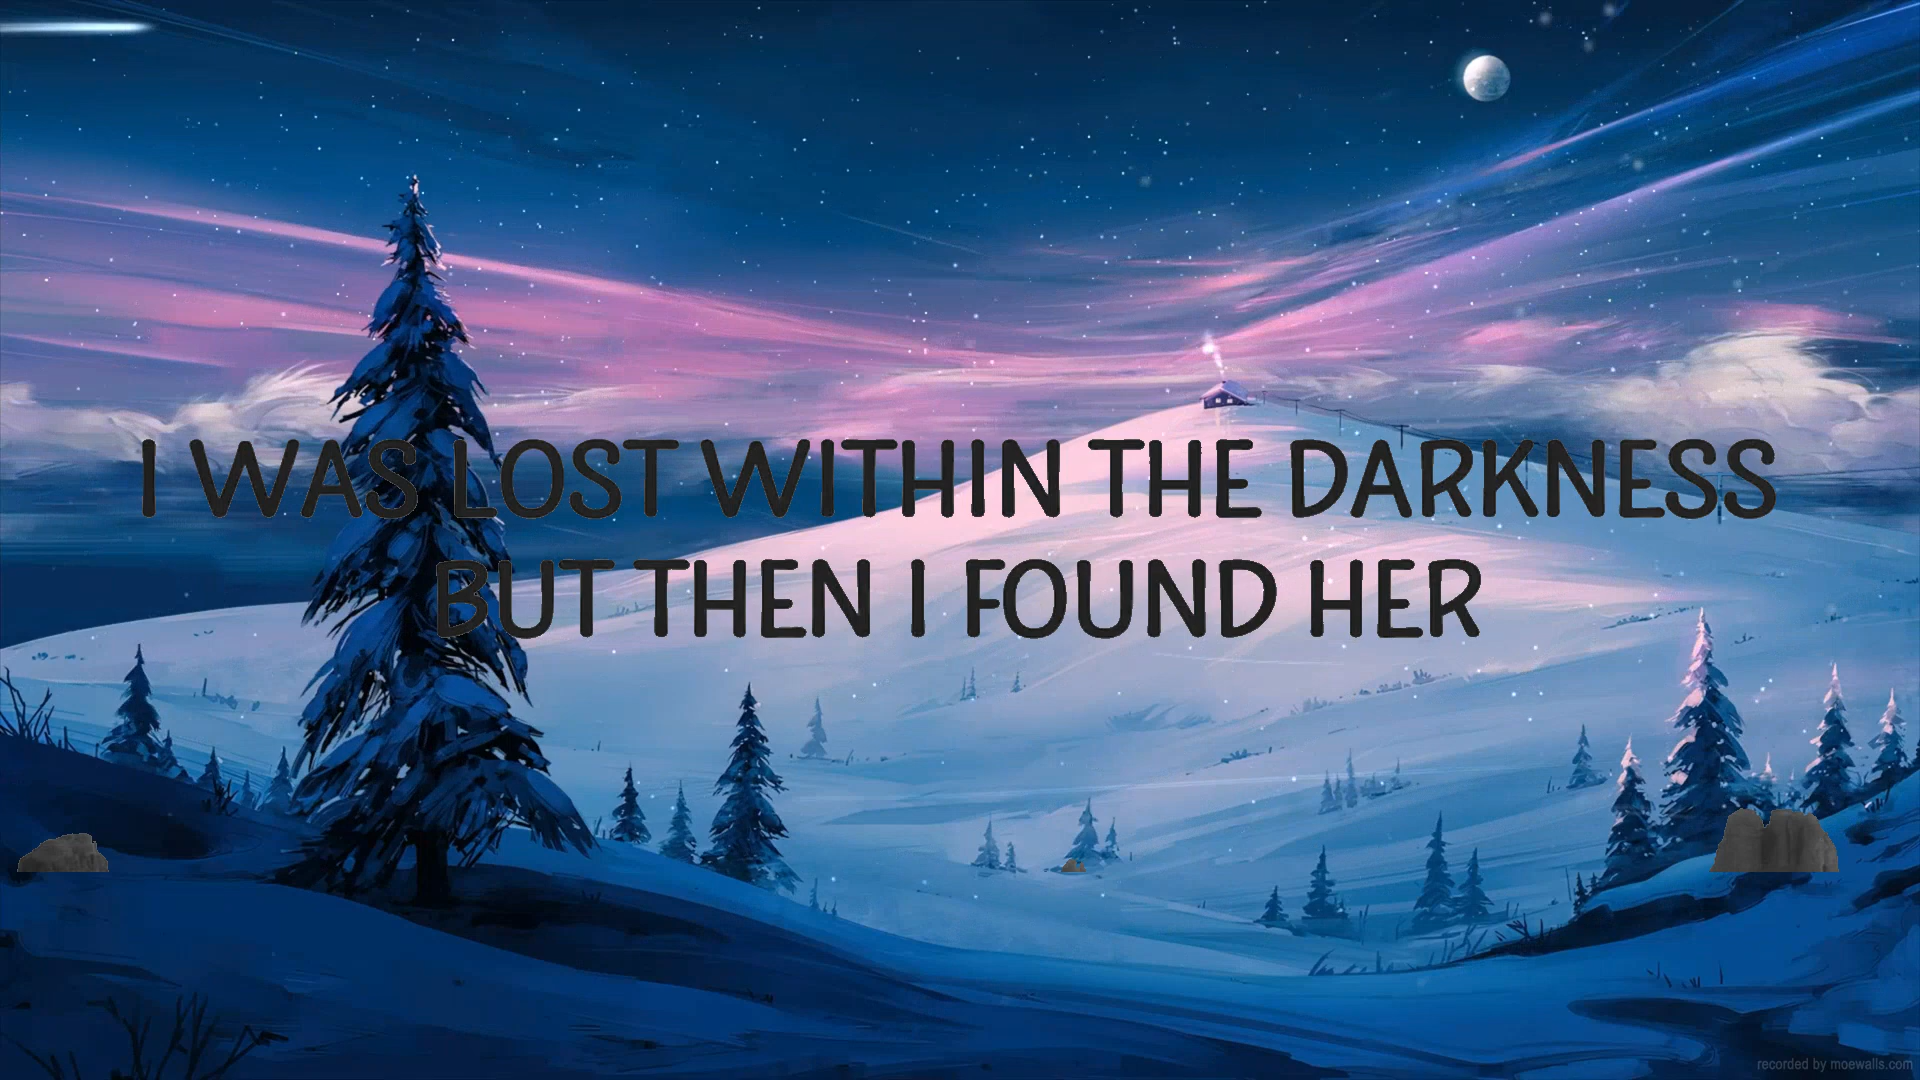 I WAS LOST WITHIN THE DARKNESS
BUT THEN I FOUND HER
recorded by moewalls.com